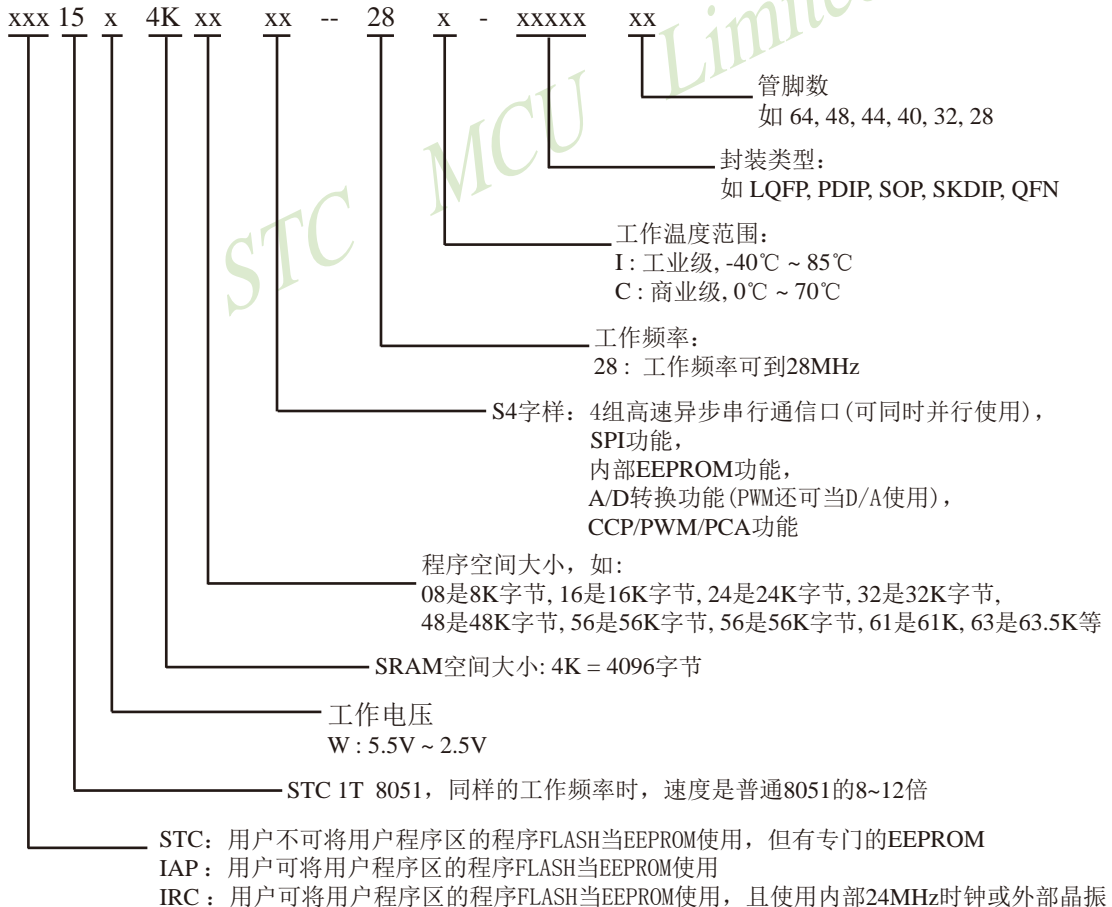 xxx 15 x 4K xx xx -- 28 x - xxxxx xx
管脚数
如 64, 48, 44, 40, 32, 28
封装类型：
如 LQFP, PDIP, SOP, SKDIP, QFN
工作温度范围：
I : 工业级, -40℃ ~ 85℃
C : 商业级, 0℃ ~ 70℃
工作频率：
28 : 工作频率可到28MHz
S4字样：4组高速异步串行通信口(可同时并行使用)，
SPI功能，
内部EEPROM功能，
A/D转换功能(PWM还可当D/A使用)，
CCP/PWM/PCA功能
程序空间大小，如：
08是8K字节, 16是16K字节, 24是24K字节, 32是32K字节,
48是48K字节, 56是56K字节, 56是56K字节, 61是61K, 63是63.5K等
SRAM空间大小: 4K = 4096字节
工作电压
W : 5.5V ~ 2.5V
STC 1T 8051，同样的工作频率时，速度是普通8051的8~12倍
STC：用户不可将用户程序区的程序FLASH当EEPROM使用，但有专门的EEPROM
IAP：用户可将用户程序区的程序FLASH当EEPROM使用
IRC：用户可将用户程序区的程序FLASH当EEPROM使用，且使用内部24MHz时钟或外部晶振
STC MCU Limited